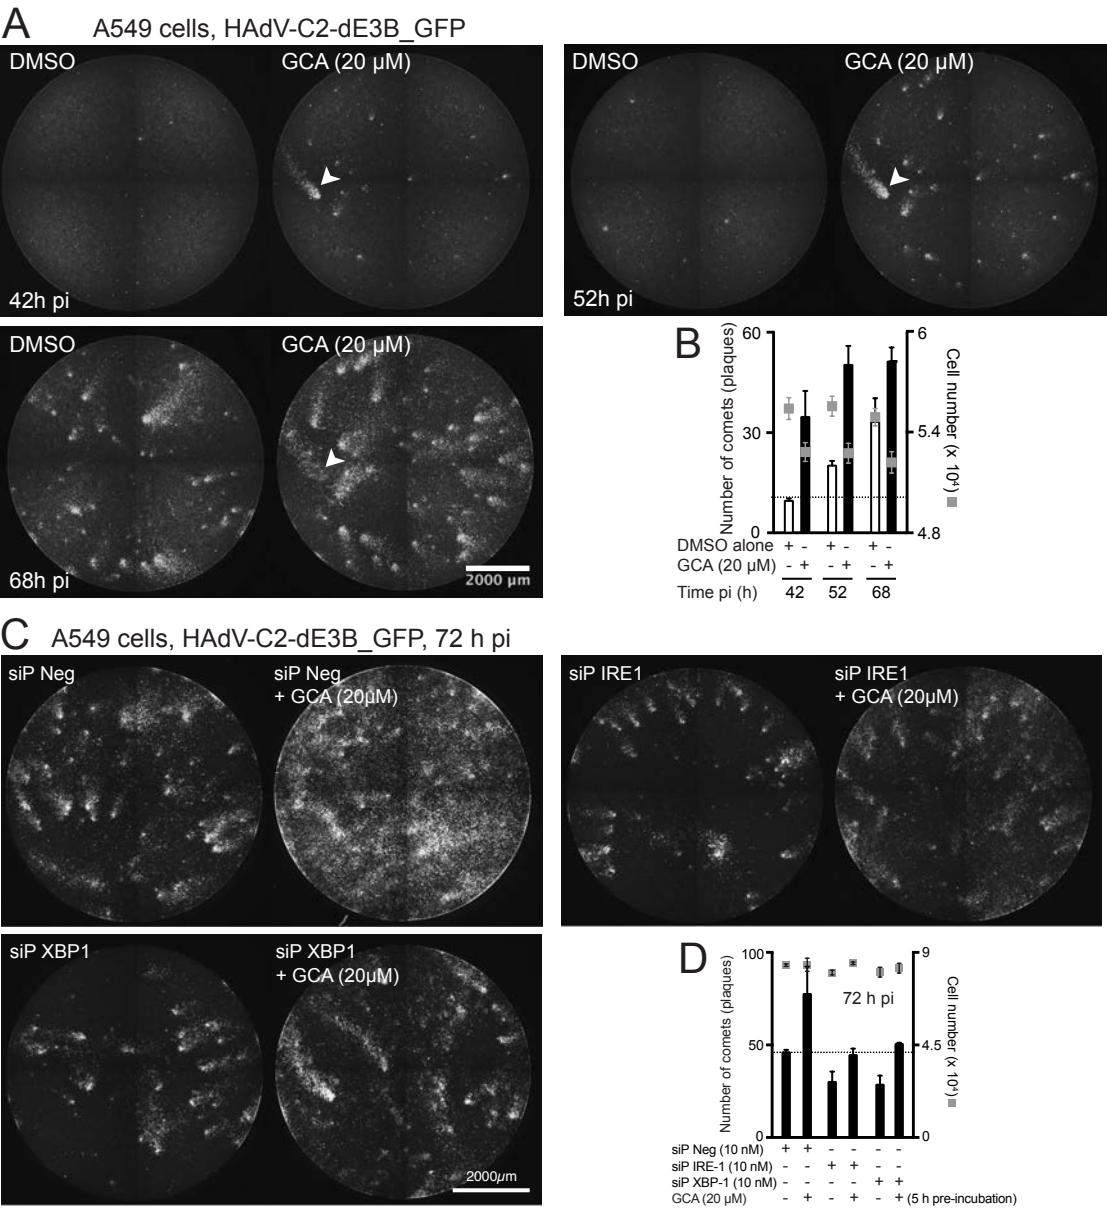 A
A549 cells, HAdV-C2-dE3B_GFP
DMSO
GCA (20 µM)
42h pi
DMSO
GCA (20 µM)
52h pi
DMSO
GCA (20 µM)
68h pi
2000 µm
B
Number of comets (plaques)
60
30
0
6
5.4
4.8
Cell number (x 10⁴)
DMSO alone + - + - + -
GCA (20 µM) - + - + - +
Time pi (h) 42 52 68
C
A549 cells, HAdV-C2-dE3B_GFP, 72 h pi
siP Neg
siP Neg
+ GCA (20µM)
siP IRE1
siP IRE1
+ GCA (20µM)
siP XBP1
siP XBP1
+ GCA (20µM)
2000µm
D
Number of comets (plaques)
100
50
0
72 h pi
9
4.5
0
Cell number (x 10⁴)
siP Neg (10 nM) + + - - - -
siP IRE-1 (10 nM) - - + + - -
siP XBP-1 (10 nM) - - - - + +
GCA (20 µM) - + - + - + (5 h pre-incubation)